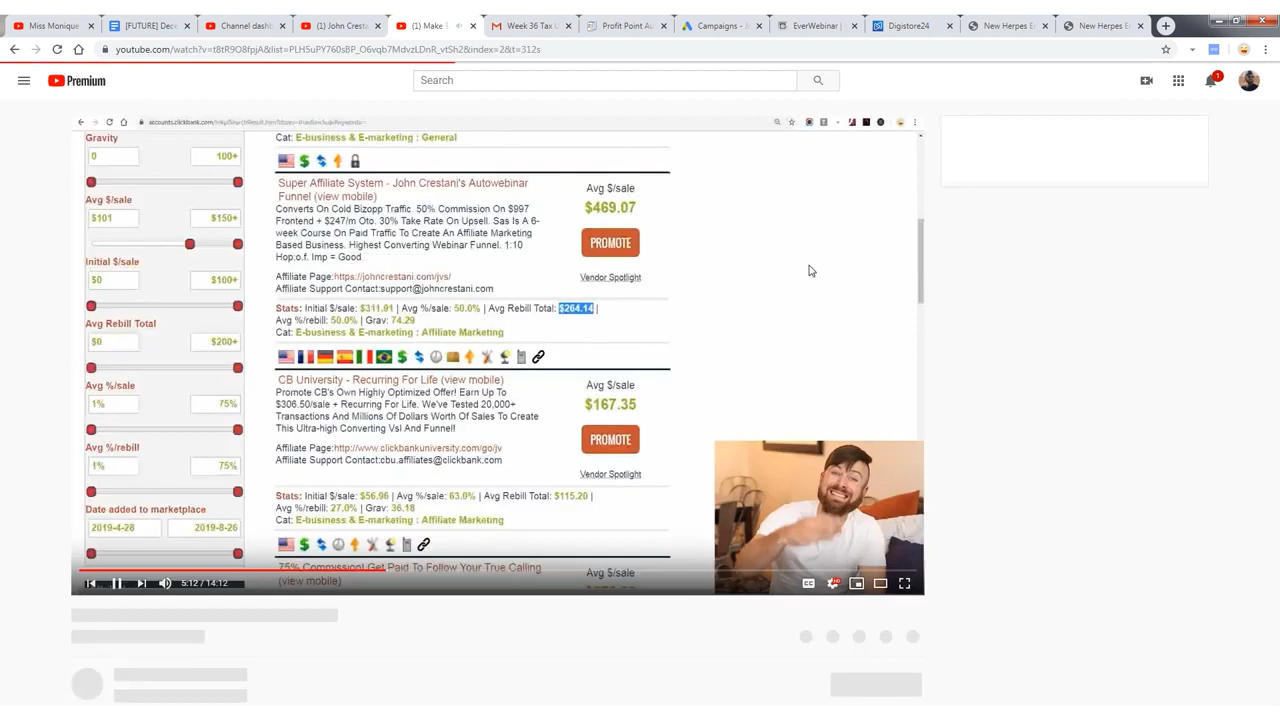 Miss Monique
[FUTURE] Dece
Channel dashb
(1) John Cresta
(1) Make $
Week 36 Tax
Profit Point Au
Campaigns - J
EverWebinar |
Digistore24
New Herpes E
New Herpes E
youtube.com/watch?v=t8tR9O8fpjA&list=PLH5uPY760sBP_O6vqb7MdvzLDnR_vtSh2&index=2&t=312s
Premium
Search
1
Gravity
0 100+
Avg $/sale
$101 $150+
Initial $/sale
$0 $100+
Avg Rebill Total
$0 $200+
Avg %/sale
1% 75%
Avg %/rebill
1% 75%
Date added to marketplace
2019-4-28 2019-8-26
Cat: E-business & E-marketing : General
Super Affiliate System - John Crestani's Autowebinar
Funnel (view mobile)
Converts On Cold Bizopp Traffic. 50% Commission On $997
Frontend + $247/m Oto. 30% Take Rate On Upsell. Sas Is A 6-
week Course On Paid Traffic To Create An Affiliate Marketing
Based Business. Highest Converting Webinar Funnel. 1:10
Hop:o.f. Imp = Good.
Affiliate Page:https://johncrestani.com/jvs/
Affiliate Support Contact:support@johncrestani.com
Avg $/sale
$469.07
PROMOTE
Vendor Spotlight
Stats: Initial $/sale: $311.91 | Avg %/sale: 50.0% | Avg Rebill Total: $264.14 |
Avg %/rebill: 50.0% | Grav: 74.29
Cat: E-business & E-marketing : Affiliate Marketing
CB University - Recurring For Life (view mobile)
Promote CB's Own Highly Optimized Offer! Earn Up To
$306.50/sale + Recurring For Life. We've Tested 20,000+
Transactions And Millions Of Dollars Worth Of Sales To Create
This Ultra-high Converting Vsl And Funnel!
Affiliate Page:http://www.clickbankuniversity.com/go/jv
Affiliate Support Contact:cbu.affiliates@clickbank.com
Avg $/sale
$167.35
PROMOTE
Vendor Spotlight
Stats: Initial $/sale: $56.96 | Avg %/sale: 63.0% | Avg Rebill Total: $115.20 |
Avg %/rebill: 27.0% | Grav: 36.18
Cat: E-business & E-marketing : Affiliate Marketing
75% Commission! Get Paid To Follow Your True Calling
(view mobile)
Avg $/sale
5:12 / 14:12
CC
HD